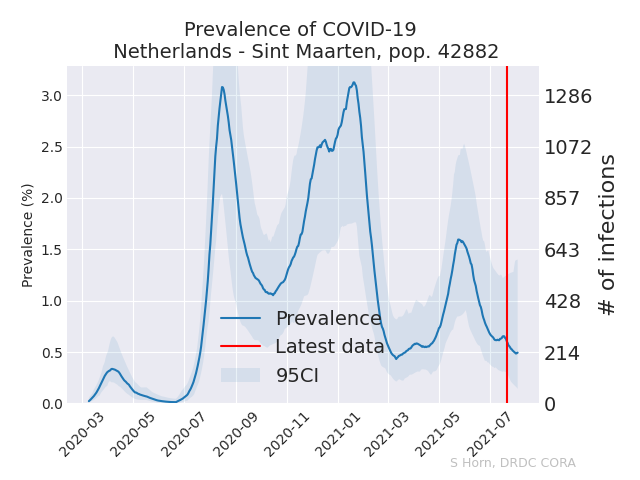 Prevalence of COVID-19
Netherlands - Sint Maarten, pop. 42882
Prevalence (%)
3.0
2.5
2.0
1.5
1.0
0.5
0.0
1286
1072
857
643
428
214
0
# of infections
Prevalence
Latest data
95CI
2020-03
2020-05
2020-07
2020-09
2020-11
2021-01
2021-03
2021-05
2021-07
S Horn, DRDC CORA